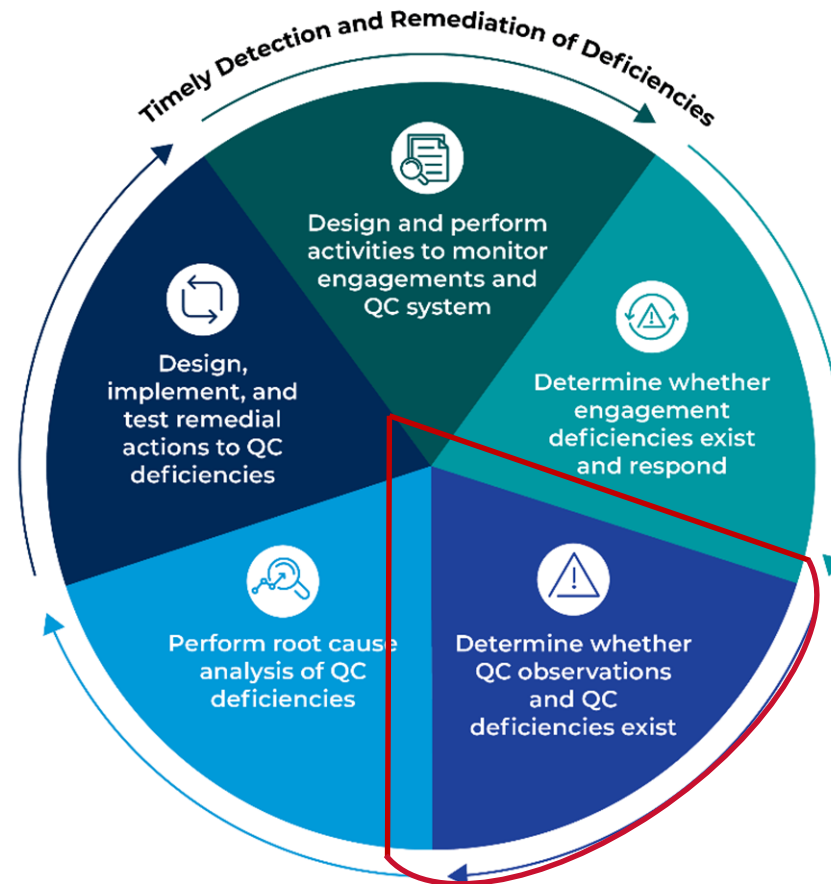 Timely Detection and Remediation of Deficiencies
Design and perform
activities to monitor
engagements and
QC system
Determine whether
engagement
deficiencies exist
and respond
Determine whether
QC observations
and QC
deficiencies exist
Perform root cause
analysis of QC
deficiencies
Design,
implement, and
test remedial
actions to QC
deficiencies